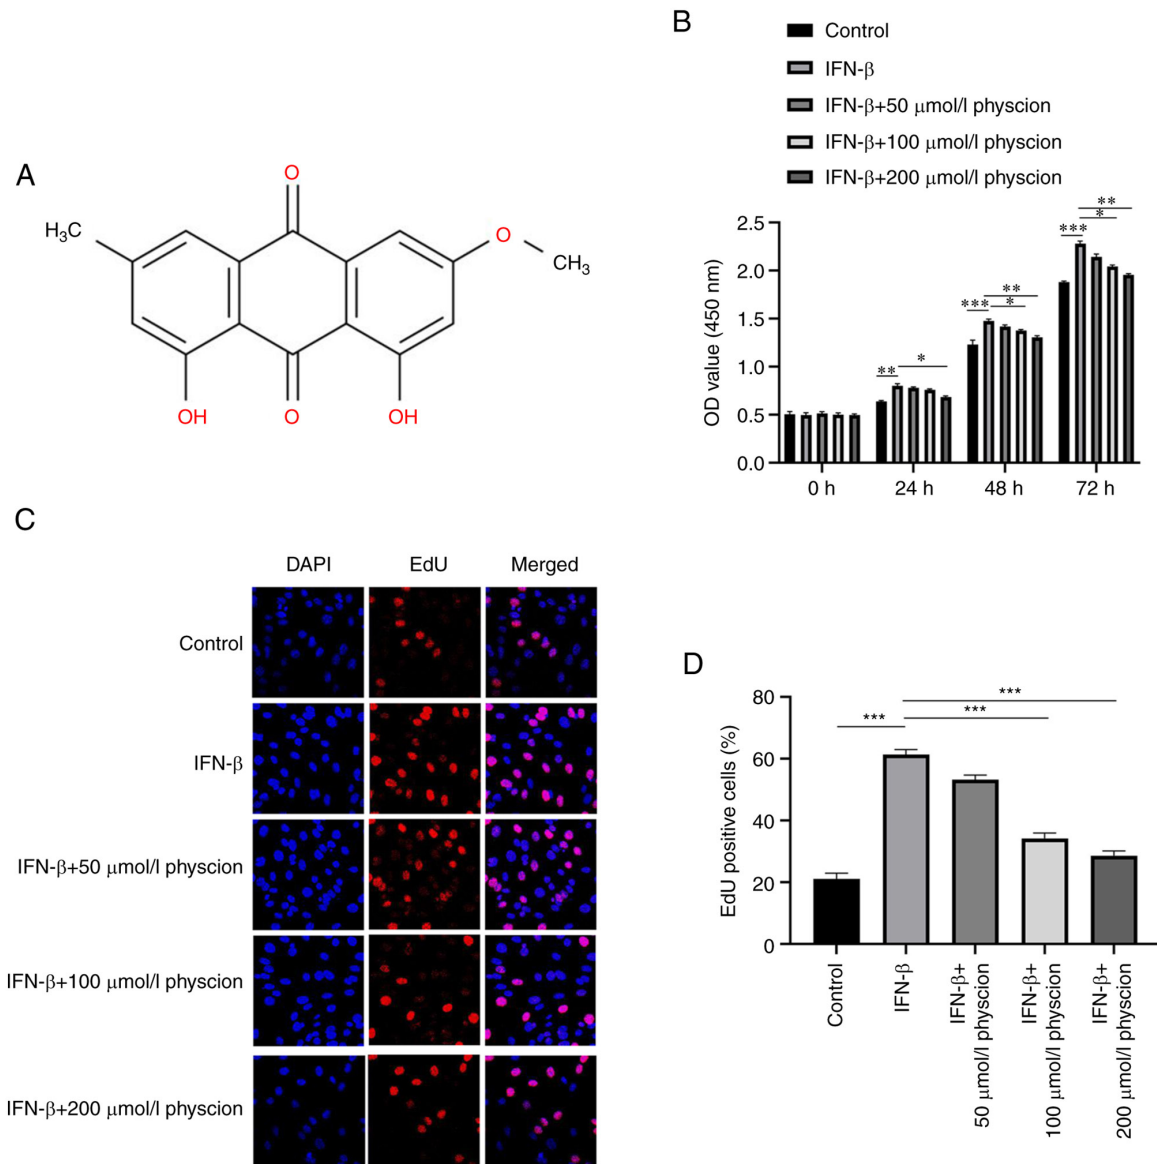 A
O
H₃C
O
CH₃
OH
O
OH
B
Control
IFN-β
IFN-β+50 μmol/l physcion
IFN-β+100 μmol/l physcion
IFN-β+200 μmol/l physcion
OD value (450 nm)
2.5
2.0
1.5
1.0
0.5
0.0
**
*
***
**
***
*
*
**
0 h
24 h
48 h
72 h
C
DAPI
EdU
Merged
Control
IFN-β
IFN-β+50 μmol/l physcion
IFN-β+100 μmol/l physcion
IFN-β+200 μmol/l physcion
D
EdU positive cells (%)
80
60
40
20
0
***
***
***
Control
IFN-β
IFN-β+
50 μmol/l physcion
IFN-β+
100 μmol/l physcion
IFN-β+
200 μmol/l physcion